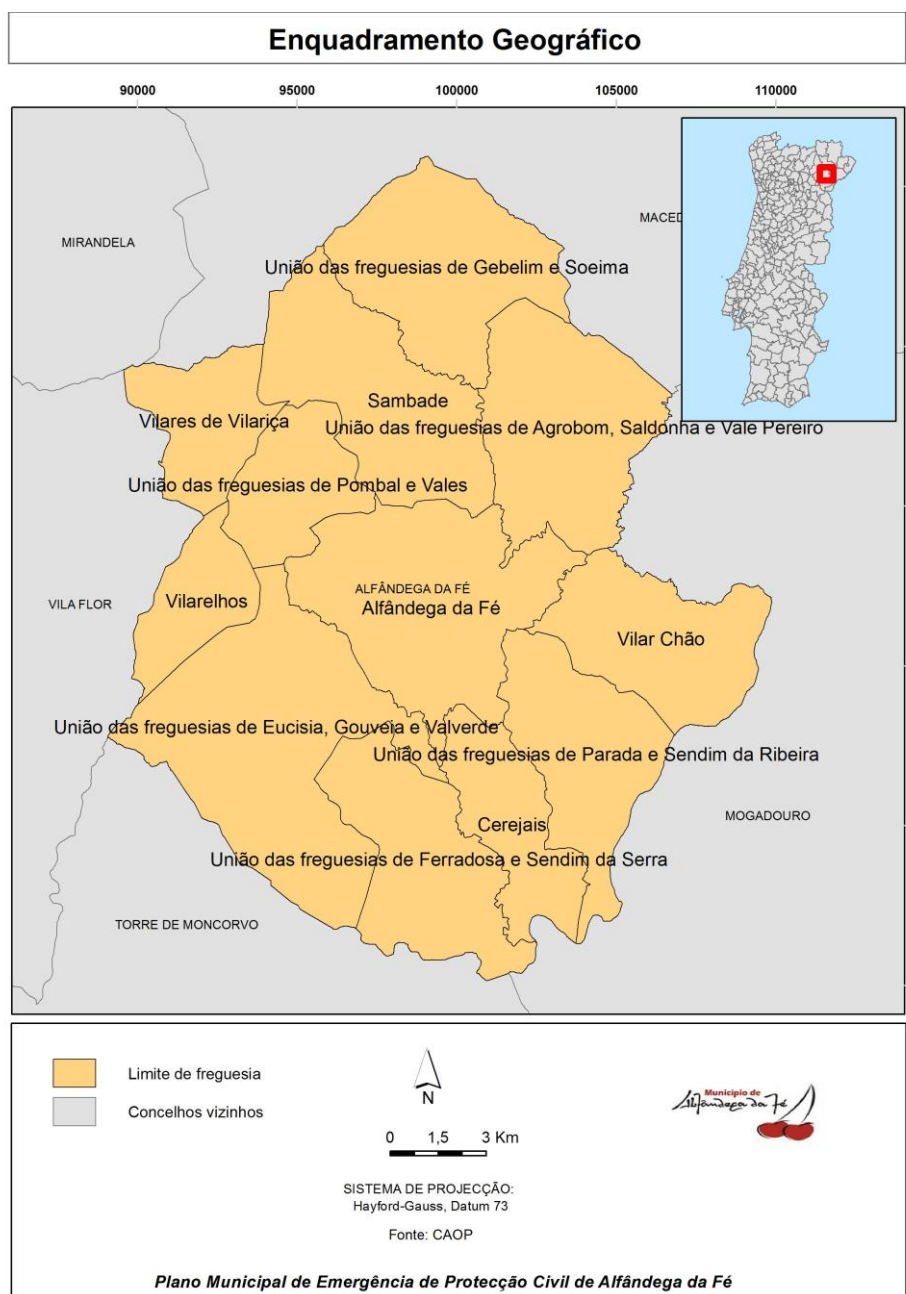 Enquadramento Geográfico
90000 95000 100000 105000 110000
MIRANDELA
MACED
União das freguesias de Gebelim e Soeima
Sambade
Vilares de Vilariça
União das freguesias de Agrobom, Saldonha e Vale Pereiro
União das freguesias de Pombal e Vales
ALFÂNDEGA DA FÉ
Vilarelhos
VILA FLOR
Alfândega da Fé
Vilar Chão
União das freguesias de Eucisia, Gouveia e Valverde
União das freguesias de Parada e Sendim da Ribeira
MOGADOURO
Cerejais
União das freguesias de Ferradosa e Sendim da Serra
TORRE DE MONCORVO
Limite de freguesia
Concelhos vizinhos
N
0 1,5 3 Km
SISTEMA DE PROJECÇÃO:
Hayford-Gauss, Datum 73
Fonte: CAOP
Município de
Alfândega da Fé
Plano Municipal de Emergência de Protecção Civil de Alfândega da Fé